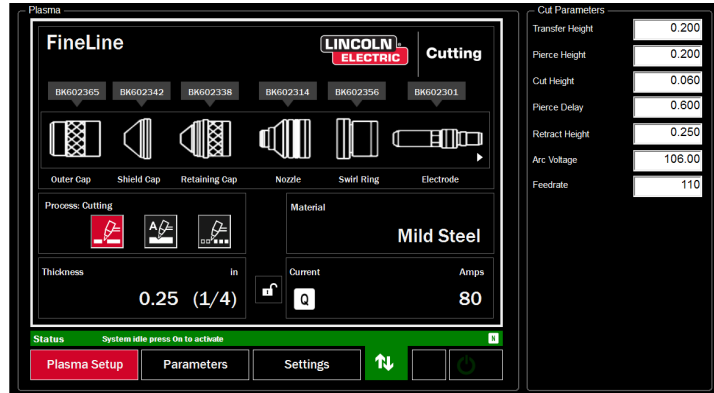 Plasma
FineLine
LINCOLN ELECTRIC
Cutting
BK602365 BK602342 BK602338 BK602314 BK602356 BK602301
Outer Cap Shield Cap Retaining Cap Nozzle Swirl Ring Electrode
Process: Cutting
A
Material
Mild Steel
Thickness in
0.25 (1/4)
Current Amps
Q 80
Status System idle press On to activate N
Plasma Setup Parameters Settings
Cut Parameters
Transfer Height 0.200
Pierce Height 0.200
Cut Height 0.060
Pierce Delay 0.600
Retract Height 0.250
Arc Voltage 106.00
Feedrate 110